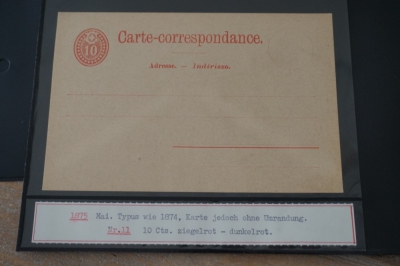 10
Carte-correspondance.
Adresse. – Indirizzo.
1875 Mai. Typus wie 1874, Karte jedoch ohne Umrandung.
Nr.11 10 Cts. ziegelrot - dunkelrot.